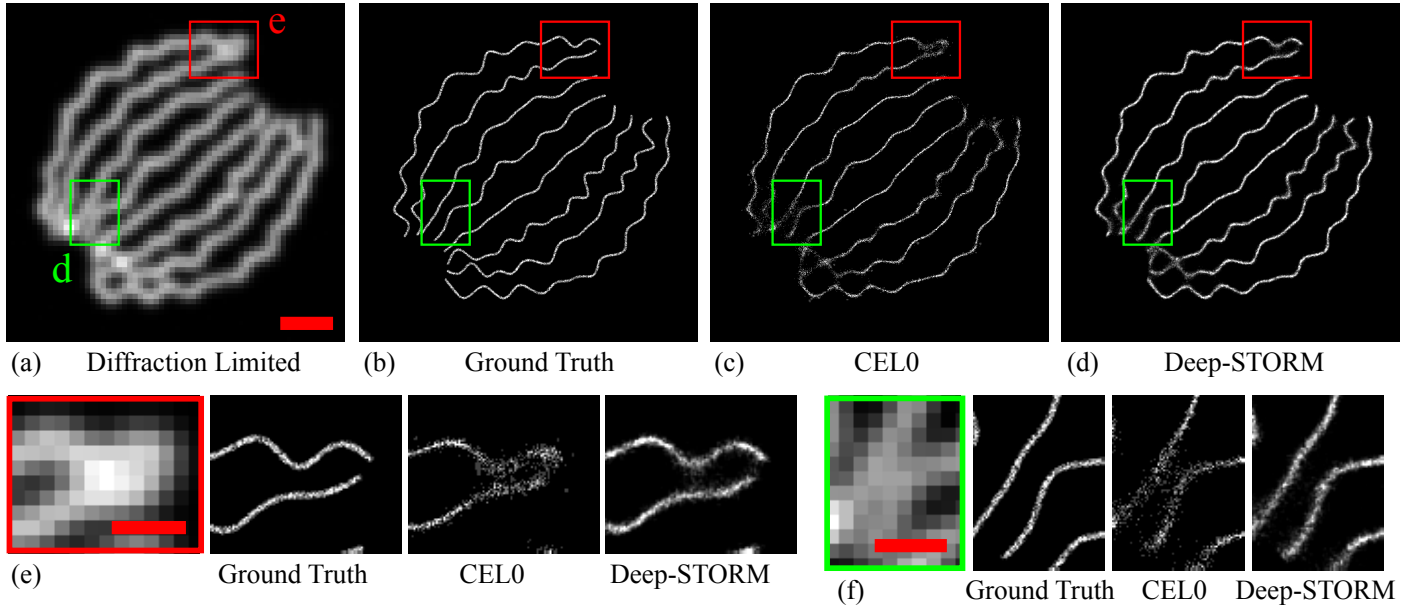 e
d
(a) Diffraction Limited (b) Ground Truth (c) CEL0 (d) Deep-STORM
(e) Ground Truth CEL0 Deep-STORM (f) Ground Truth CEL0 Deep-STORM